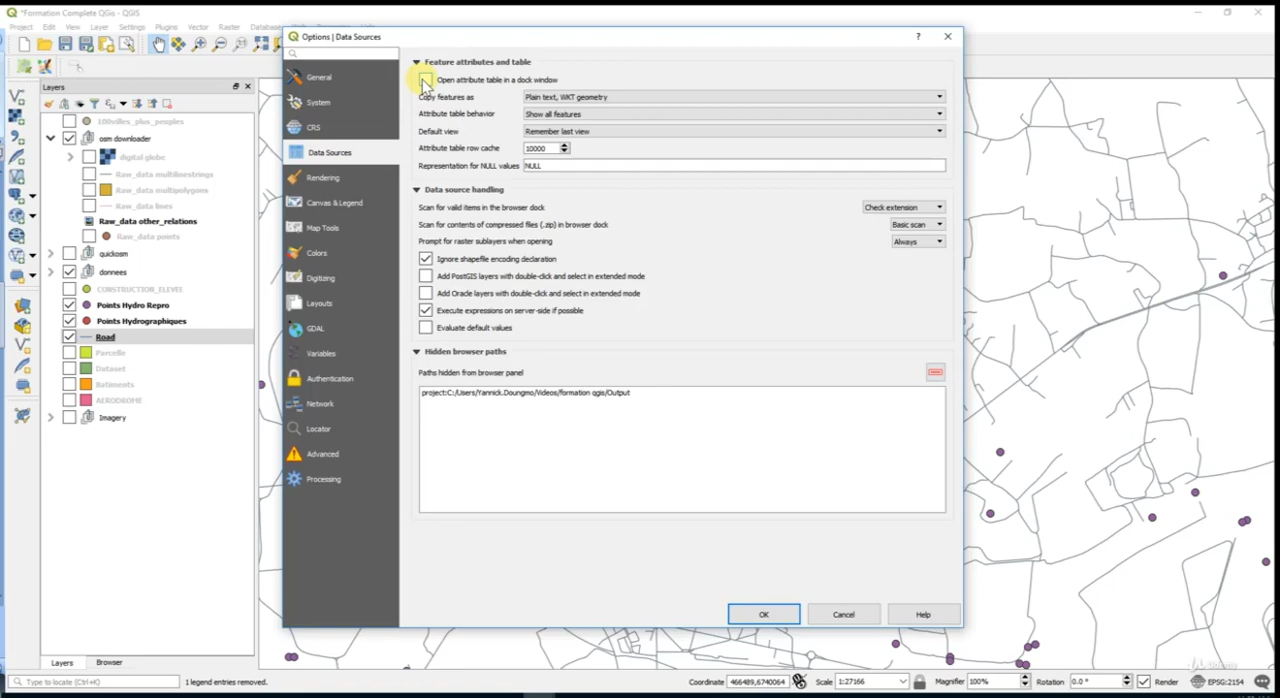 *Formation Complete QGis - QGIS
Project Edit View Layer Settings Plugins Vector Raster Database
Options | Data Sources
Layers
100villes_plus_peuples
osm downloader
digital globe
Raw_data multilinestrings
Raw_data multipolygons
Raw_data lines
Raw_data other_relations
Raw_data points
quickosm
donnees
CONSTRUCTION_ELEVEE
Points Hydro Repro
Points Hydrographiques
Road
Parcelle
Dataset
Batiments
AERODROME
Imagery
General
System
CRS
Data Sources
Rendering
Canvas & Legend
Map Tools
Colors
Digitizing
Layouts
GDAL
Variables
Authentication
Network
Locator
Advanced
Processing
Feature attributes and table
Open attribute table in a dock window
Copy features as Plain text, WKT geometry
Attribute table behavior Show all features
Default view Remember last view
Attribute table row cache 10000
Representation for NULL values NULL
Data source handling
Scan for valid items in the browser dock Check extension
Scan for contents of compressed files (.zip) in browser dock Basic scan
Prompt for raster sublayers when opening Always
Ignore shapefile encoding declaration
Add PostGIS layers with double-click and select in extended mode
Add Oracle layers with double-click and select in extended mode
Execute expressions on server-side if possible
Evaluate default values
Hidden browser paths
Paths hidden from browser panel
project:C:/Users/Yannick.Doungmo/Videos/formation qgis/Output
OK Cancel Help
Layers Browser
Type to locate (Ctrl+K) 1 legend entries removed. Coordinate 466489,6740064 Scale 1:27166 Magnifier 100% Rotation 0.0 ° Render EPSG:2154